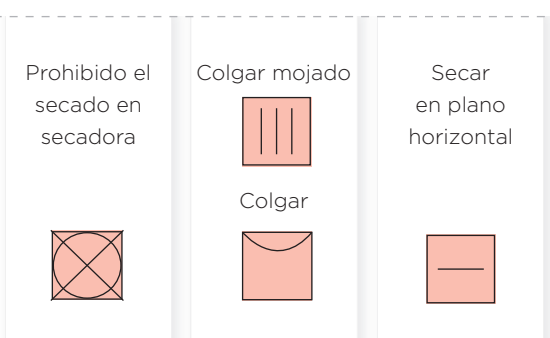 Prohibido el
secado en
secadora
Colgar mojado
Colgar
Secar
en plano
horizontal